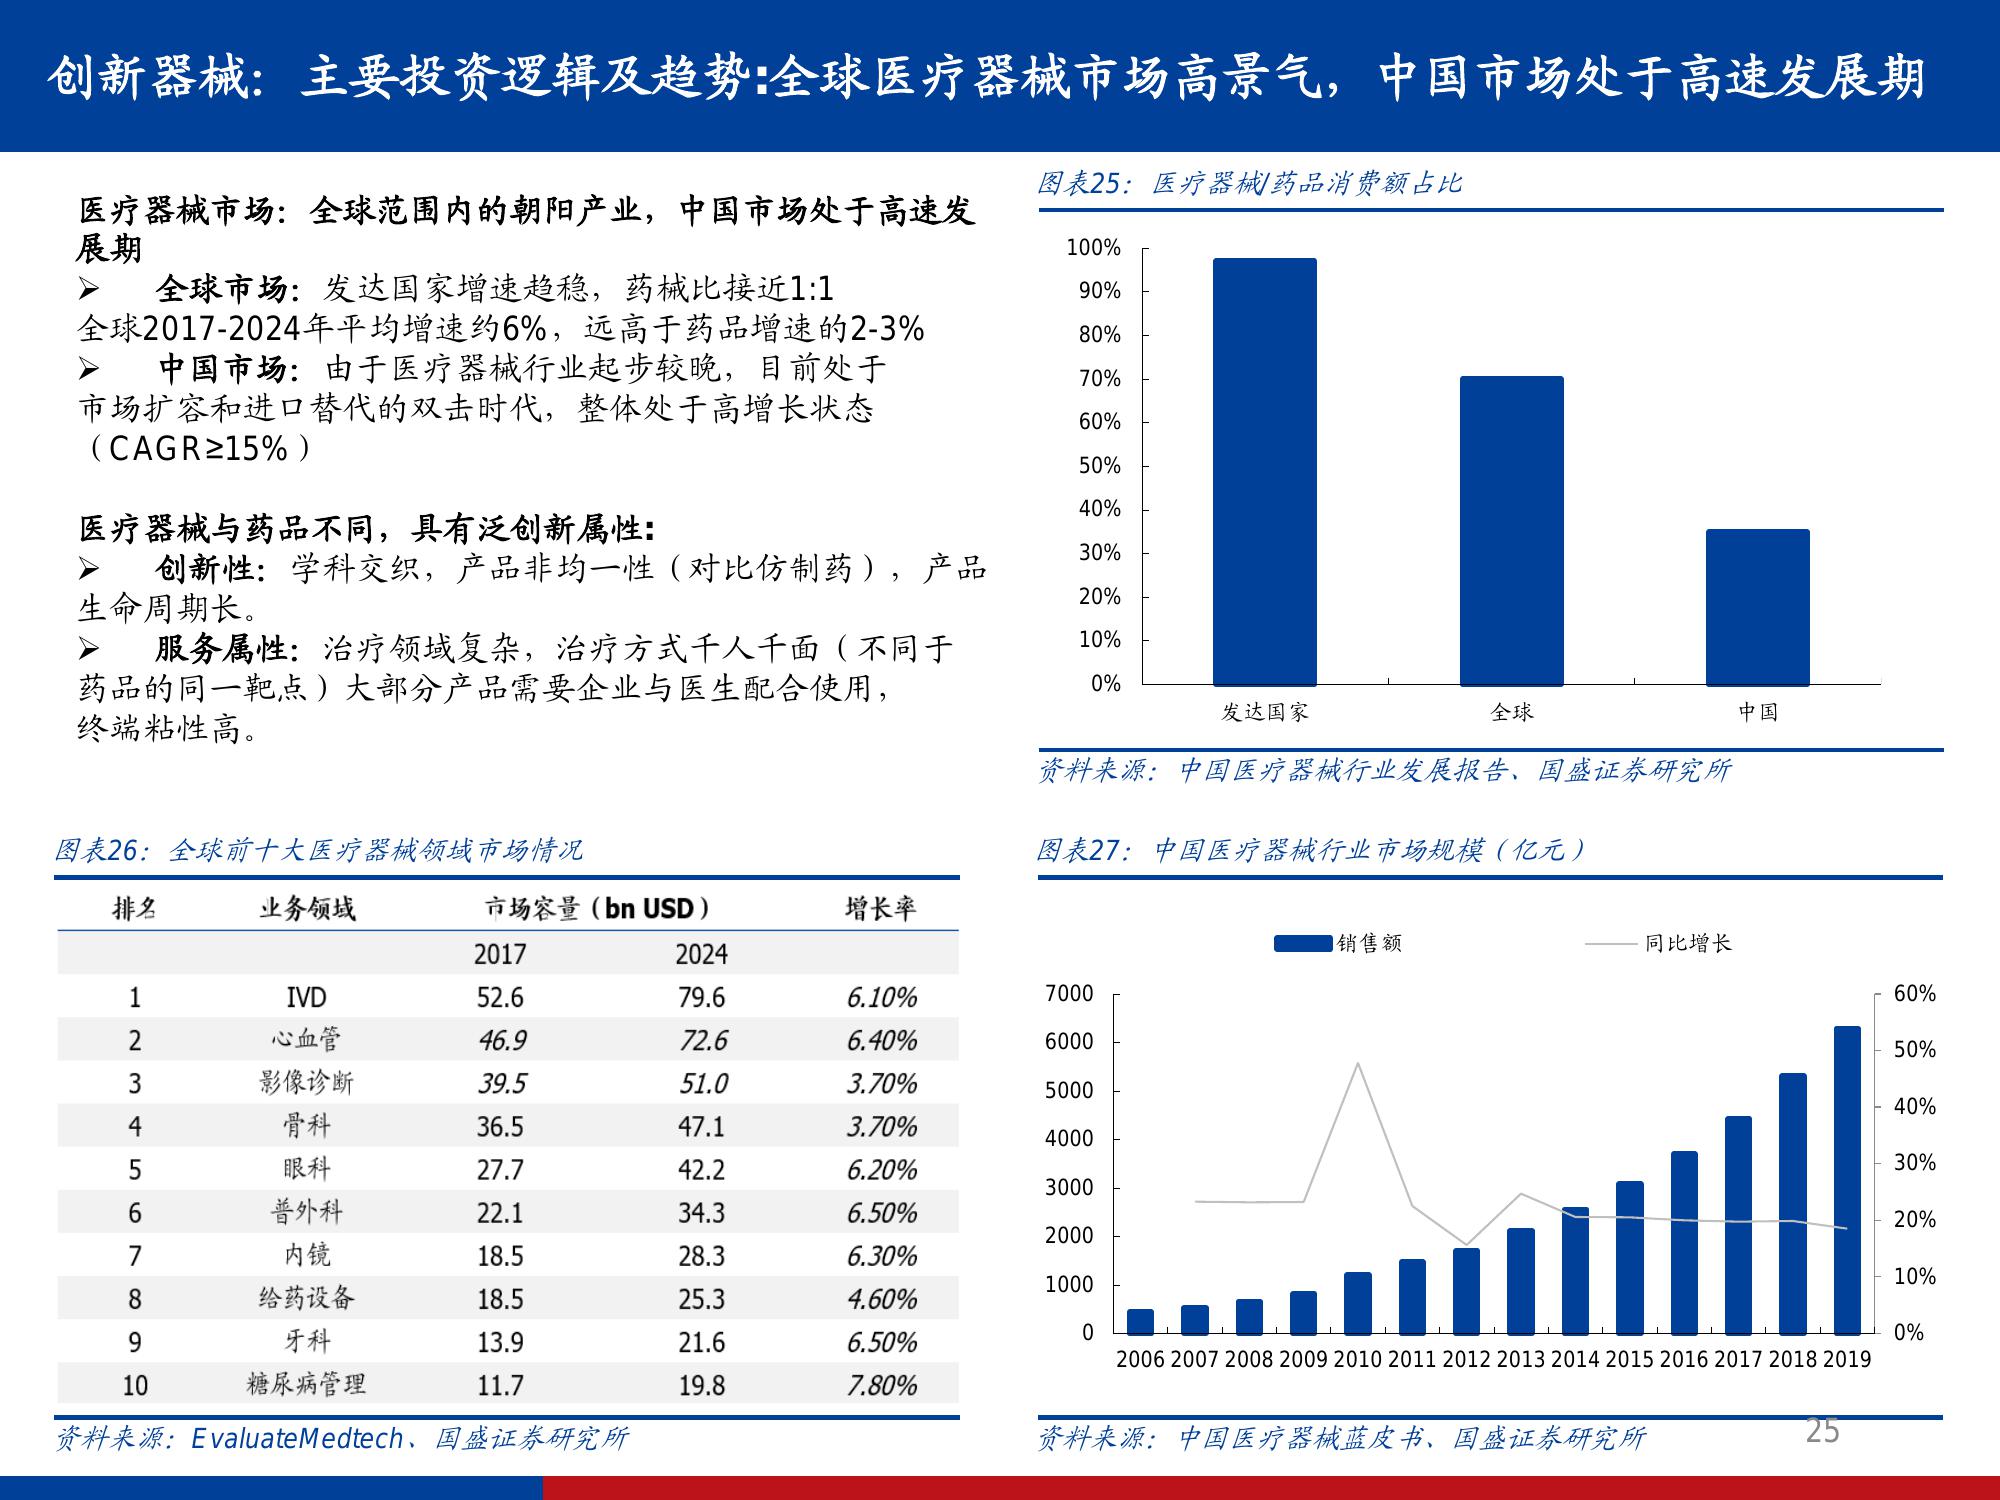 创新器械：主要投资逻辑及趋势:全球医疗器械市场高景气，中国市场处于高速发展期
医疗器械市场：全球范围内的朝阳产业，中国市场处于高速发
展期
➢ 全球市场：发达国家增速趋稳，药械比接近1:1
全球2017-2024年平均增速约6%，远高于药品增速的2-3%
➢ 中国市场：由于医疗器械行业起步较晚，目前处于
市场扩容和进口替代的双击时代，整体处于高增长状态
（CAGR≥15%）
医疗器械与药品不同，具有泛创新属性:
➢ 创新性：学科交织，产品非均一性（对比仿制药），产品
生命周期长。
➢ 服务属性：治疗领域复杂，治疗方式千人千面（不同于
药品的同一靶点）大部分产品需要企业与医生配合使用，
终端粘性高。
图表25：医疗器械/药品消费额占比
100%
90%
80%
70%
60%
50%
40%
30%
20%
10%
0%
发达国家 全球 中国
资料来源：中国医疗器械行业发展报告、国盛证券研究所
图表26：全球前十大医疗器械领域市场情况
排名 业务领域 市场容量（bn USD） 增长率
2017 2024
1 IVD 52.6 79.6 6.10%
2 心血管 46.9 72.6 6.40%
3 影像诊断 39.5 51.0 3.70%
4 骨科 36.5 47.1 3.70%
5 眼科 27.7 42.2 6.20%
6 普外科 22.1 34.3 6.50%
7 内镜 18.5 28.3 6.30%
8 给药设备 18.5 25.3 4.60%
9 牙科 13.9 21.6 6.50%
10 糖尿病管理 11.7 19.8 7.80%
资料来源：EvaluateMedtech、国盛证券研究所
图表27：中国医疗器械行业市场规模（亿元）
销售额 同比增长
7000 60%
6000 50%
5000 40%
4000 30%
3000 20%
2000 10%
1000 0%
0
2006 2007 2008 2009 2010 2011 2012 2013 2014 2015 2016 2017 2018 2019
资料来源：中国医疗器械蓝皮书、国盛证券研究所
25